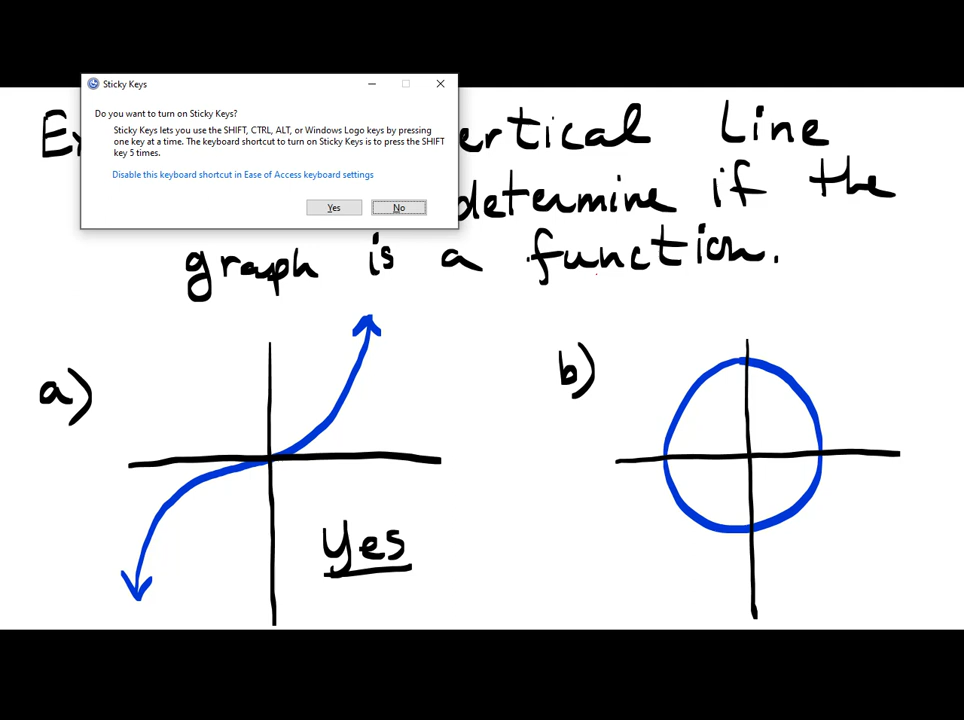 Sticky Keys
Do you want to turn on Sticky Keys?
Sticky Keys lets you use the SHIFT, CTRL, ALT, or Windows Logo keys by pressing
one key at a time. The keyboard shortcut to turn on Sticky Keys is to press the SHIFT
key 5 times.
Disable this keyboard shortcut in Ease of Access keyboard settings
Yes No
Line
determine if the
graph is a function.
a)
b)
Yes